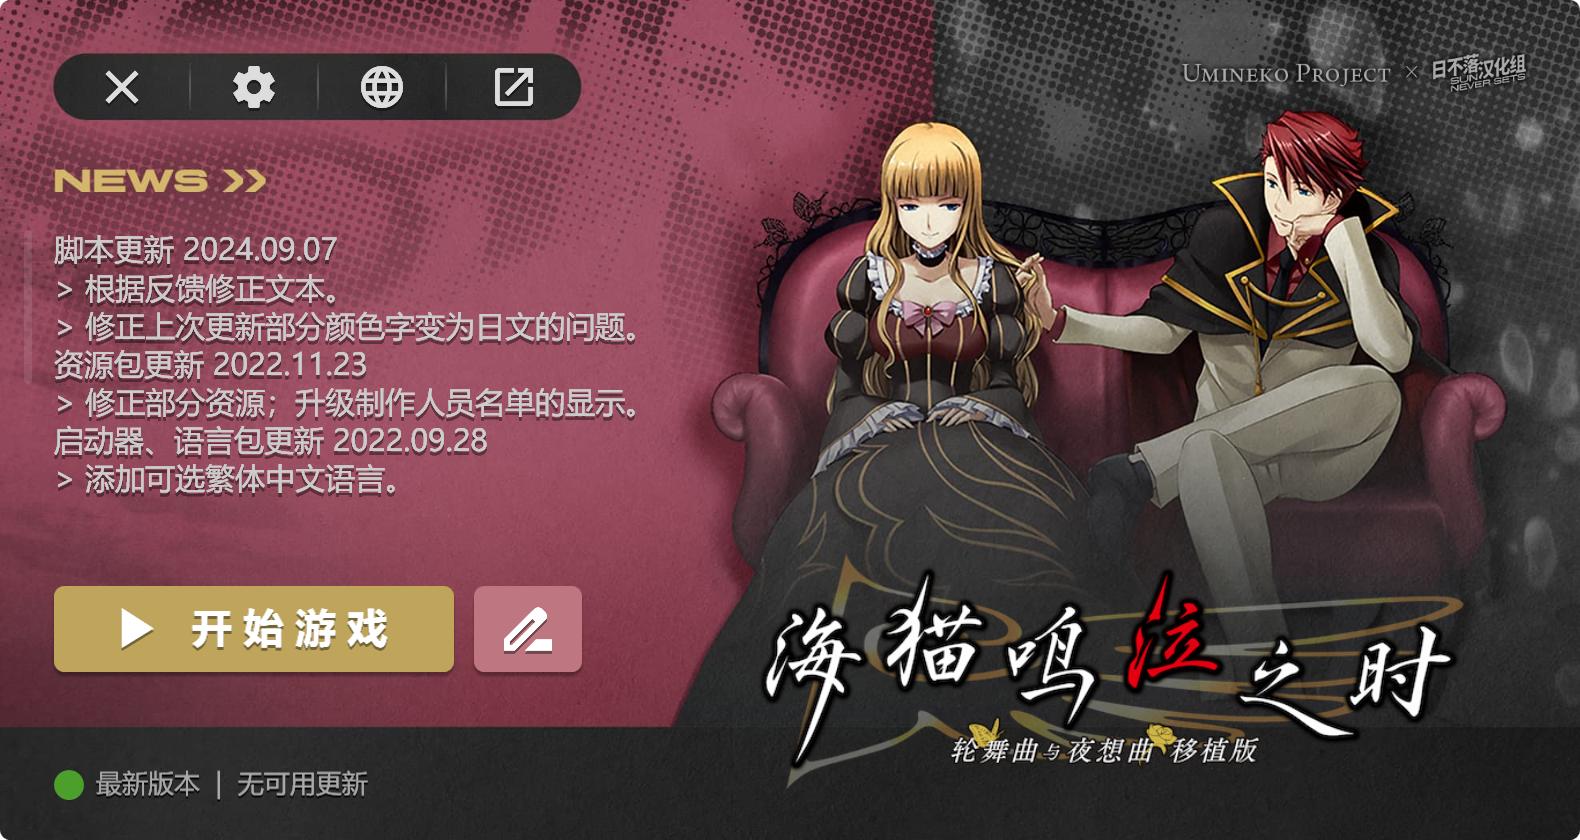 UMINEKO PROJECT × 日不落汉化组
SUN NEVER SETS
NEWS >>
脚本更新 2024.09.07
> 根据反馈修正文本。
> 修正上次更新部分颜色字变为日文的问题。
资源包更新 2022.11.23
> 修正部分资源；升级制作人员名单的显示。
启动器、语言包更新 2022.09.28
> 添加可选繁体中文语言。
开始游戏
海猫鸣泣之时
轮舞曲与夜想曲 移植版
最新版本 | 无可用更新